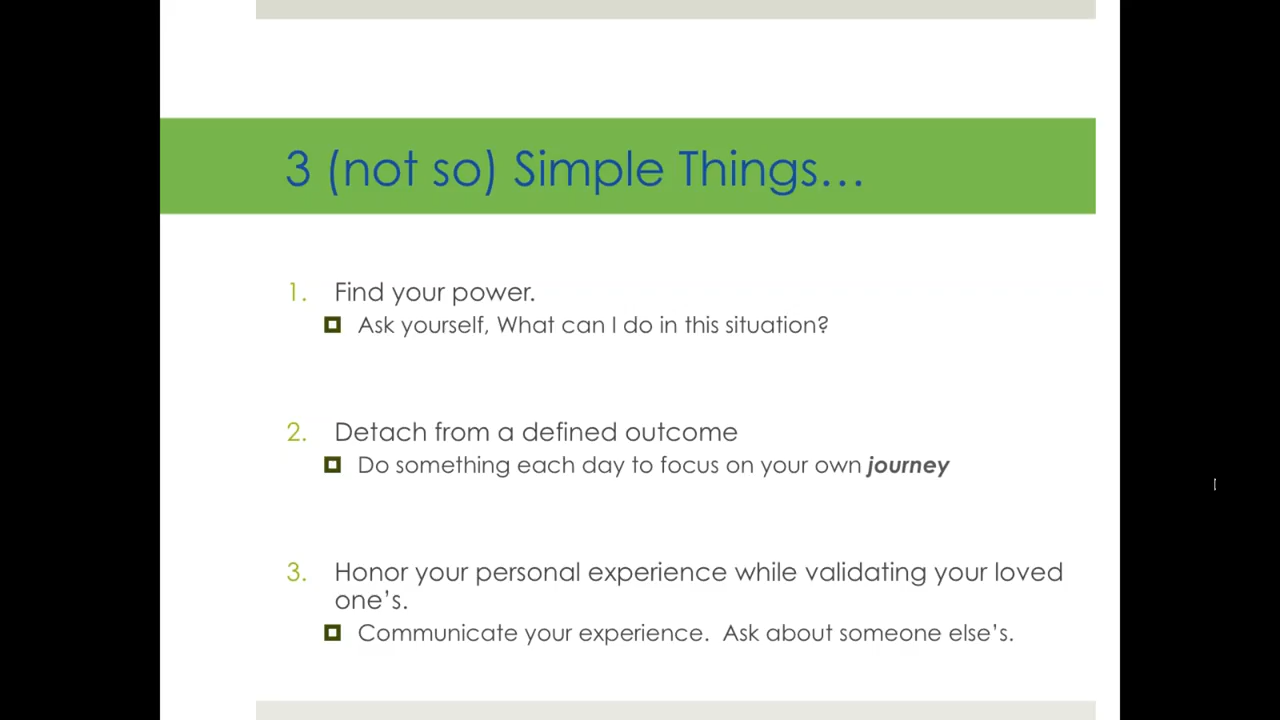 3 (not so) Simple Things…
1. Find your power.
Ask yourself, What can I do in this situation?
2. Detach from a defined outcome
Do something each day to focus on your own journey
3. Honor your personal experience while validating your loved
one’s.
Communicate your experience.  Ask about someone else’s.